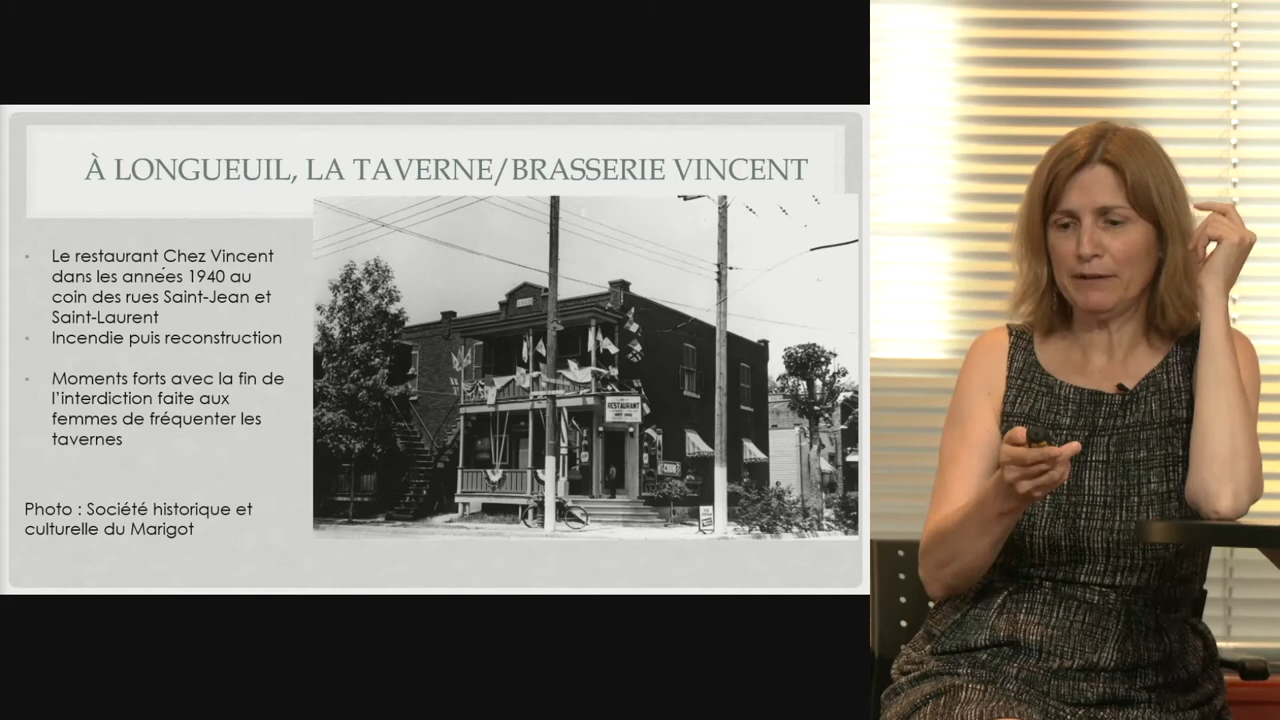 À LONGUEUIL, LA TAVERNE/BRASSERIE VINCENT
Le restaurant Chez Vincent
dans les années 1940 au
coin des rues Saint-Jean et
Saint-Laurent
Incendie puis reconstruction
Moments forts avec la fin de
l'interdiction faite aux
femmes de fréquenter les
tavernes
Photo : Société historique et
culturelle du Marigot
RESTAURANT